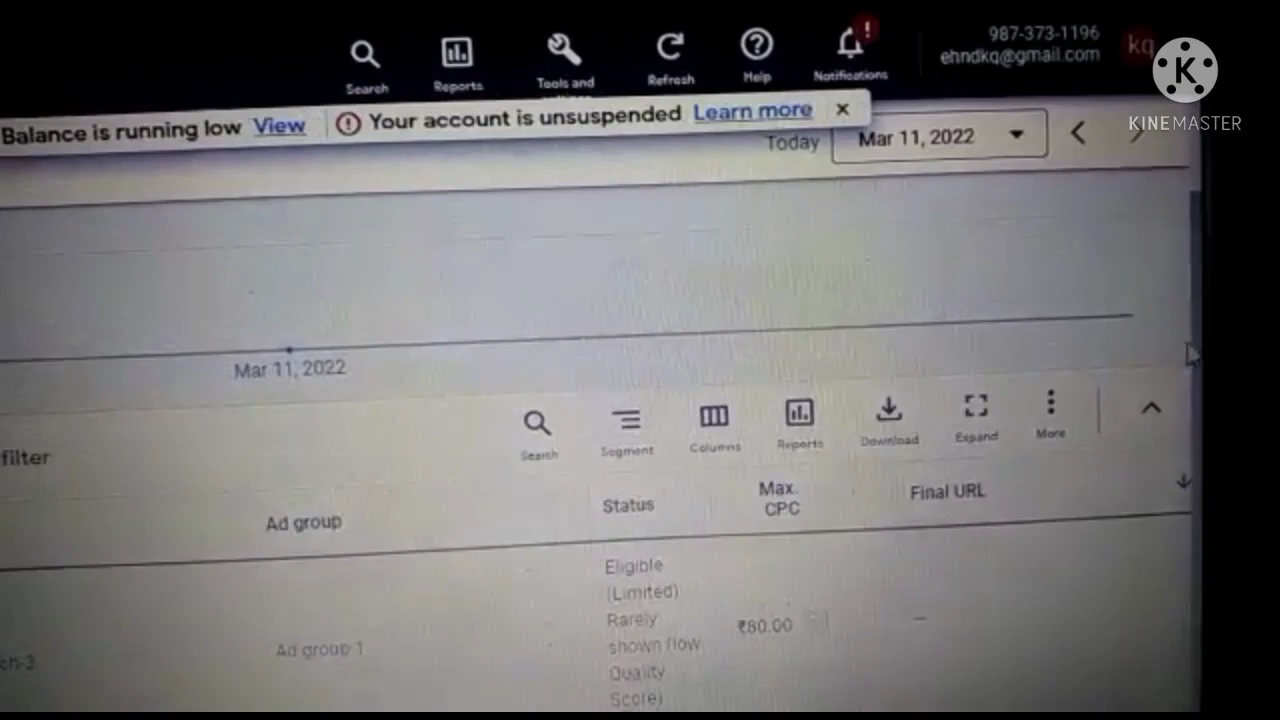 987-373-1196
ehndkq@gmail.com
kq
K
KINEMASTER
Search
Reports
Tools and
Refresh
Help
Notifications
Balance is running low View
Your account is unsuspended Learn more
Today
Mar 11, 2022
Mar 11, 2022
filter
Search
Segment
Columns
Reports
Download
Expand
More
Ad group
Status
Max.
CPC
Final URL
Eligible
(Limited)
Rarely
shown (low
Quality
Score)
ch-3
Ad group 1
₹80.00
—